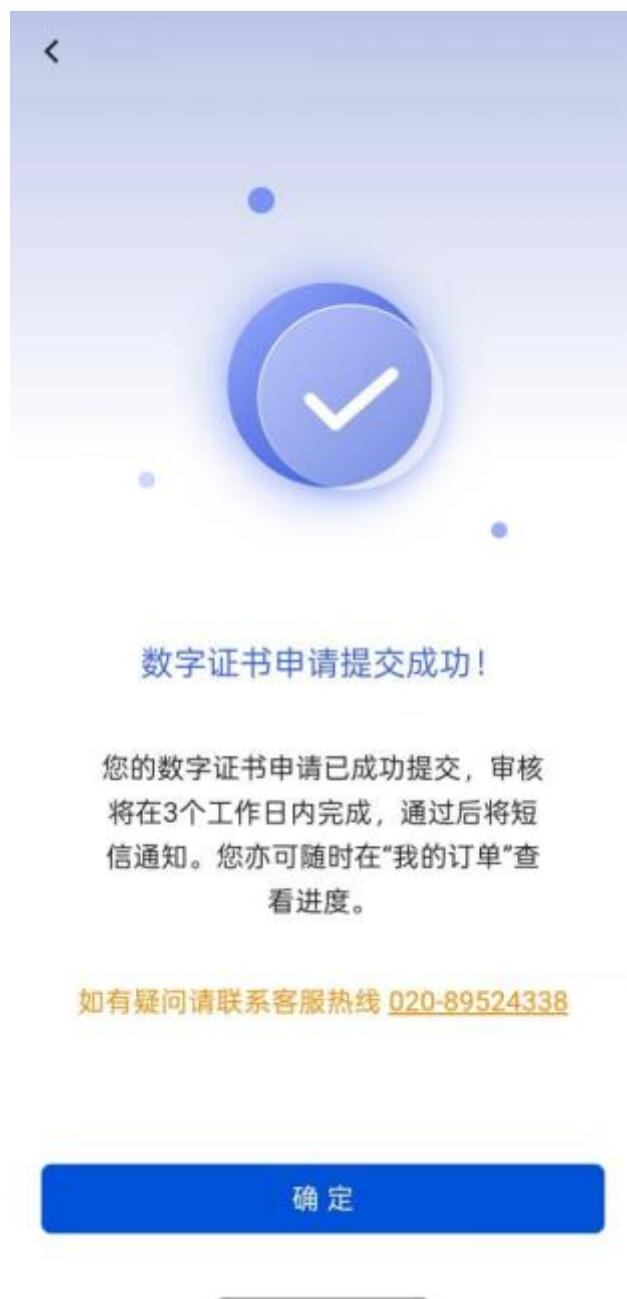 数字证书申请提交成功！
您的数字证书申请已成功提交，审核
将在3个工作日内完成，通过后将短
信通知。您亦可随时在“我的订单”查
看进度。
如有疑问请联系客服热线 020-89524338
确 定